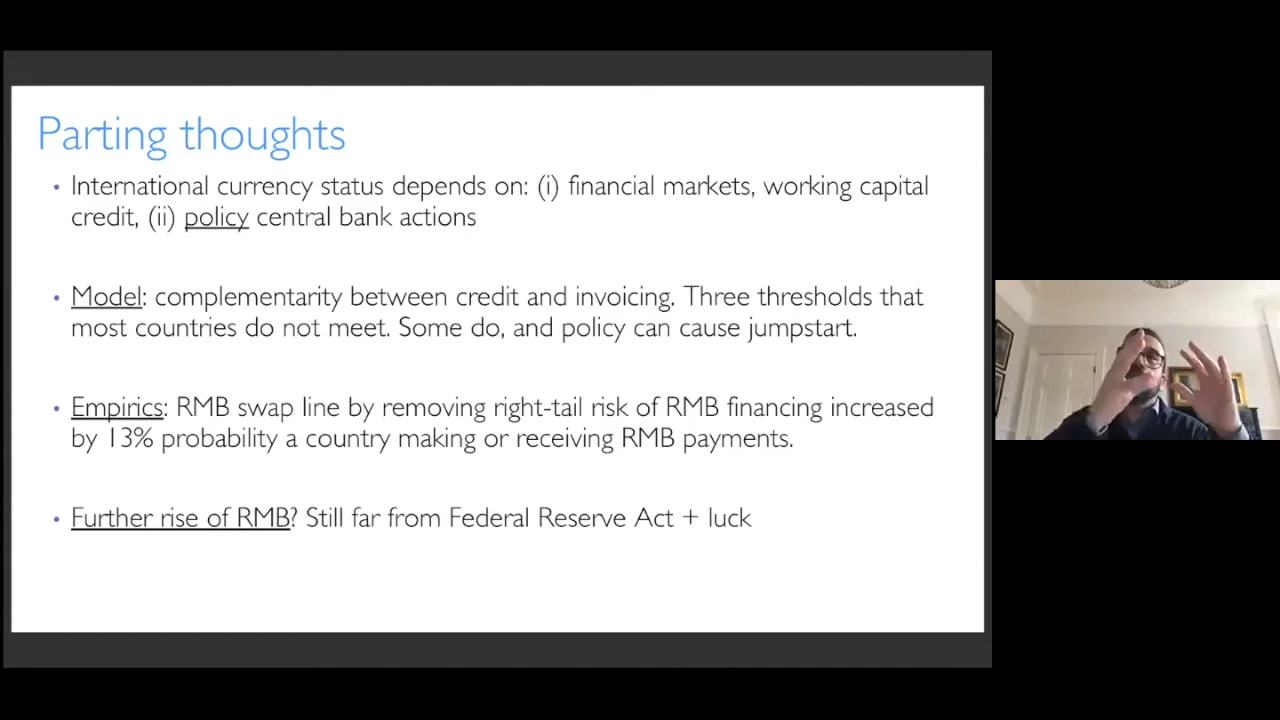 Parting thoughts
• International currency status depends on: (i) financial markets, working capital
credit, (ii) policy central bank actions
• Model: complementarity between credit and invoicing. Three thresholds that
most countries do not meet. Some do, and policy can cause jumpstart.
• Empirics: RMB swap line by removing right-tail risk of RMB financing increased
by 13% probability a country making or receiving RMB payments.
• Further rise of RMB? Still far from Federal Reserve Act + luck